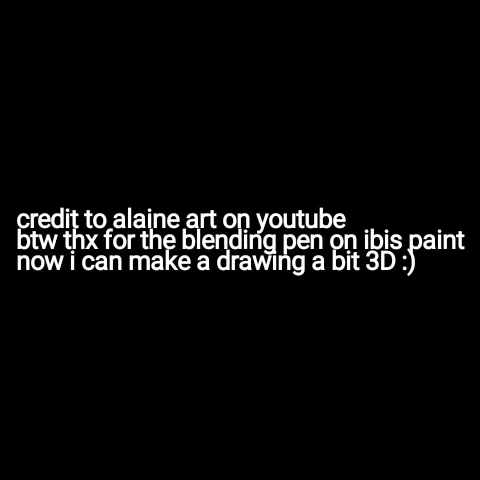 credit to alaine art on youtube
btw thx for the blending pen on ibis paint
now i can make a drawing a bit 3D :)